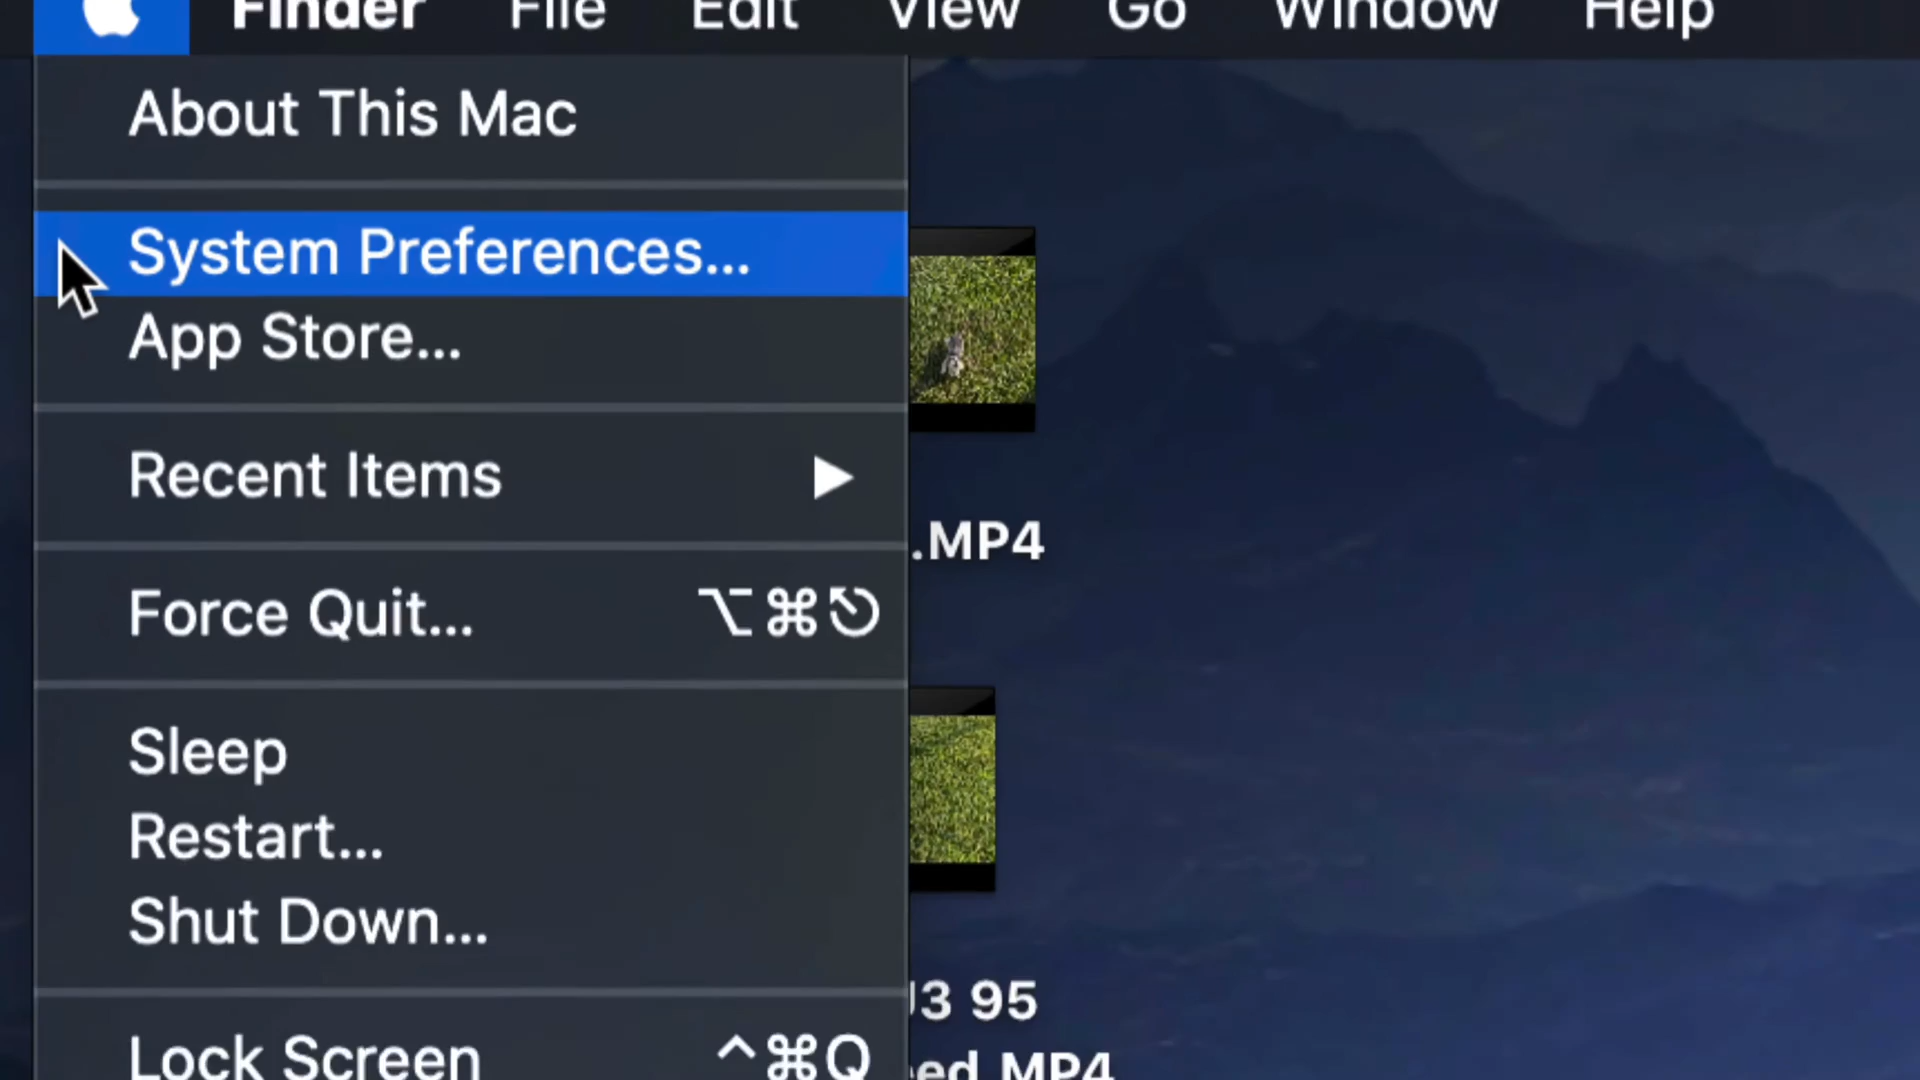 Finder File Edit View Go Window Help
About This Mac
System Preferences...
App Store...
Recent Items
.MP4
Force Quit... ⌥⌘⎋
Sleep
Restart...
Shut Down...
3 95
Lock Screen ^⌘Q
ed MP4